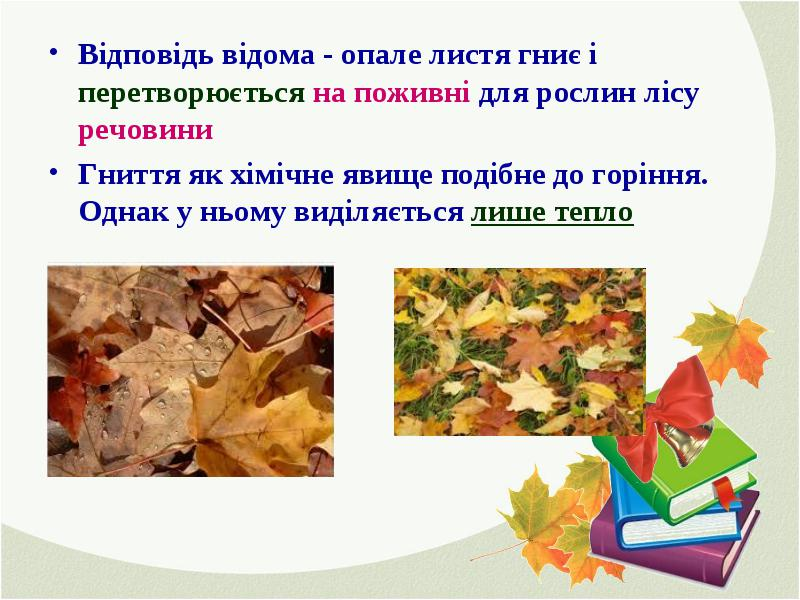 • Відповідь відома - опале листя гниє і
перетворюється на поживні для рослин лісу
речовини
• Гниття як хімічне явище подібне до горіння.
Однак у ньому виділяється лише тепло